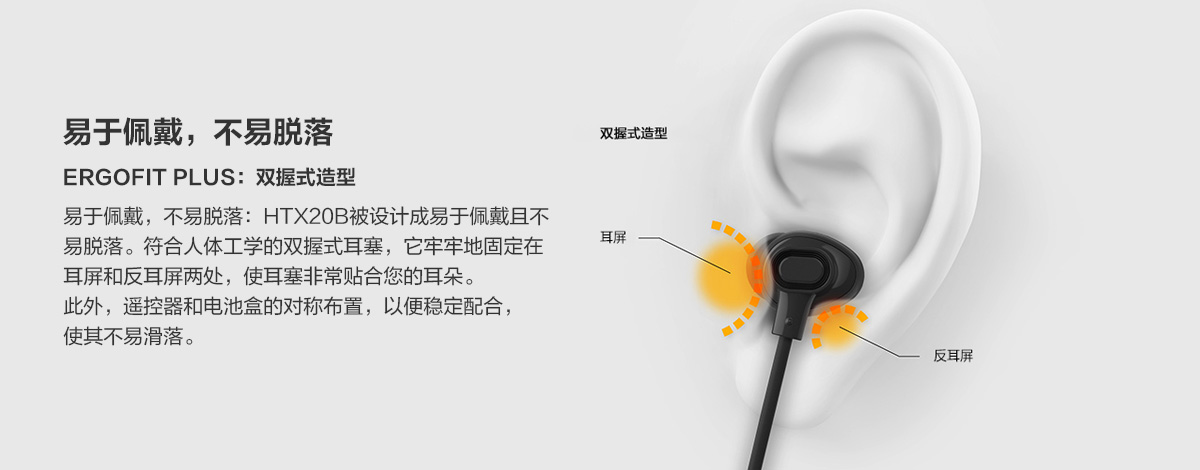 易于佩戴，不易脱落
ERGOFIT PLUS：双握式造型
易于佩戴，不易脱落：HTX20B被设计成易于佩戴且不
易脱落。符合人体工学的双握式耳塞，它牢牢地固定在
耳屏和反耳屏两处，使耳塞非常贴合您的耳朵。
此外，遥控器和电池盒的对称布置，以便稳定配合，
使其不易滑落。
双握式造型
耳屏
反耳屏